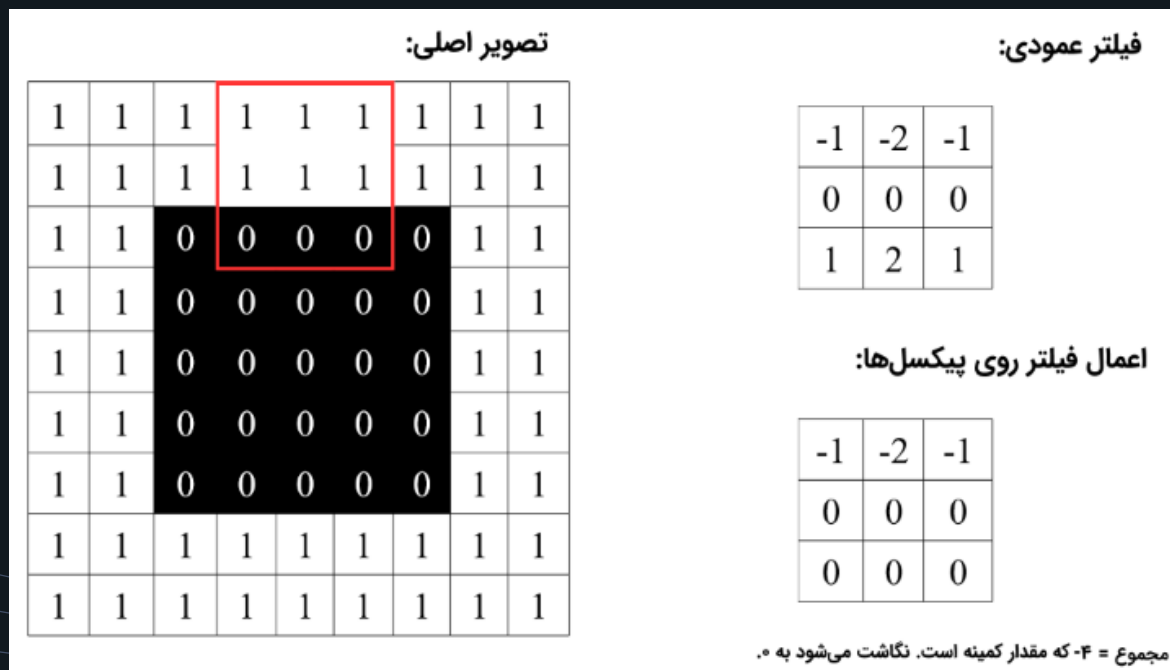 تصویر اصلی:
1 1 1 1 1 1 1 1 1
1 1 1 1 1 1 1 1 1
1 1 0 0 0 0 0 1 1
1 1 0 0 0 0 0 1 1
1 1 0 0 0 0 0 1 1
1 1 0 0 0 0 0 1 1
1 1 0 0 0 0 0 1 1
1 1 1 1 1 1 1 1 1
1 1 1 1 1 1 1 1 1
فیلتر عمودی:
-1 -2 -1
0 0 0
1 2 1
اعمال فیلتر روی پیکسل‌ها:
-1 -2 -1
0 0 0
0 0 0
مجموع = ۴- که مقدار کمینه است. نگاشت می‌شود به ۰.